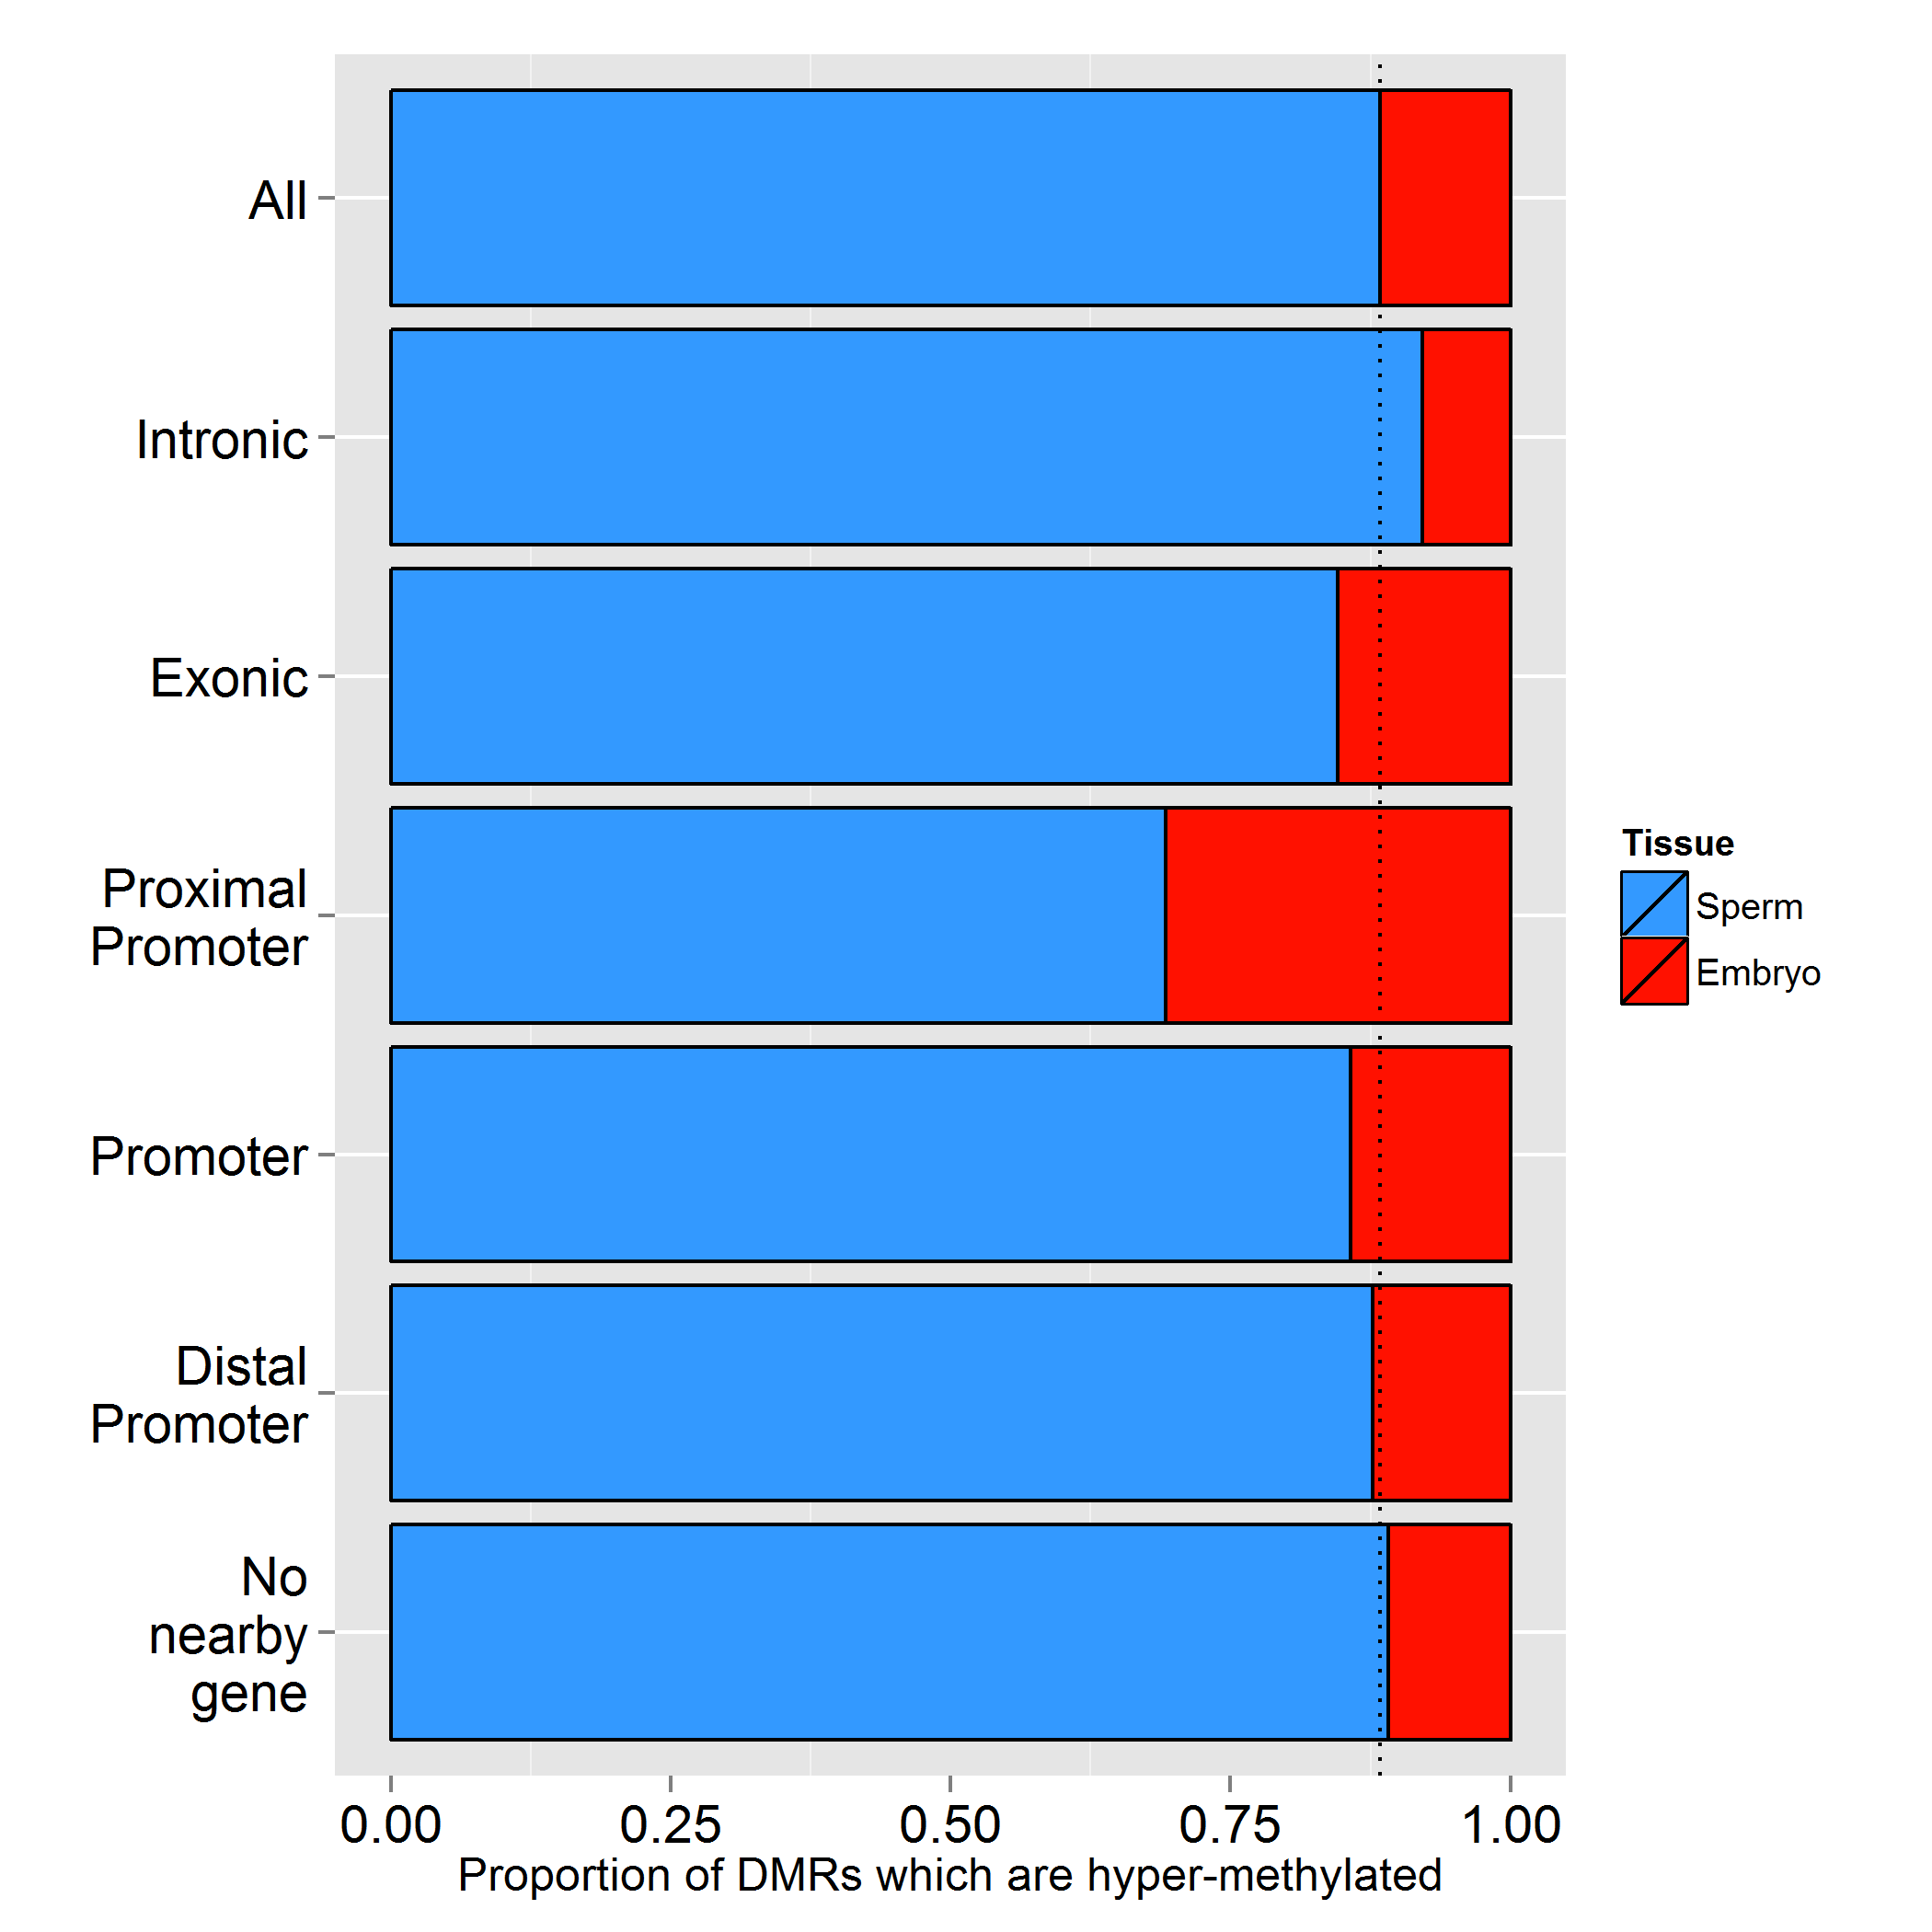 All
Intronic
Exonic
Proximal
Promoter
Promoter
Distal
Promoter
No
nearby
gene
0.00 0.25 0.50 0.75 1.00
Proportion of DMRs which are hyper-methylated
Tissue
Sperm
Embryo